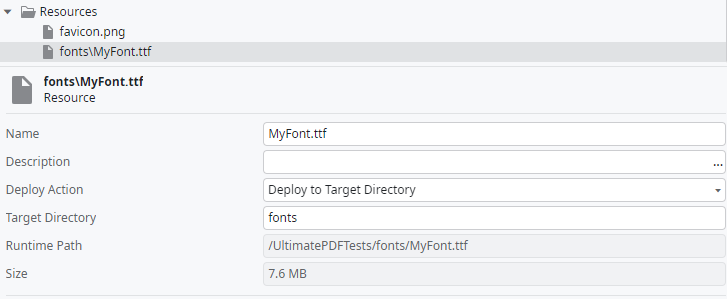 Resources
favicon.png
fonts\MyFont.ttf
fonts\MyFont.ttf
Resource
Name MyFont.ttf
Description ...
Deploy Action Deploy to Target Directory
Target Directory fonts
Runtime Path /UltimatePDFTests/fonts/MyFont.ttf
Size 7.6 MB